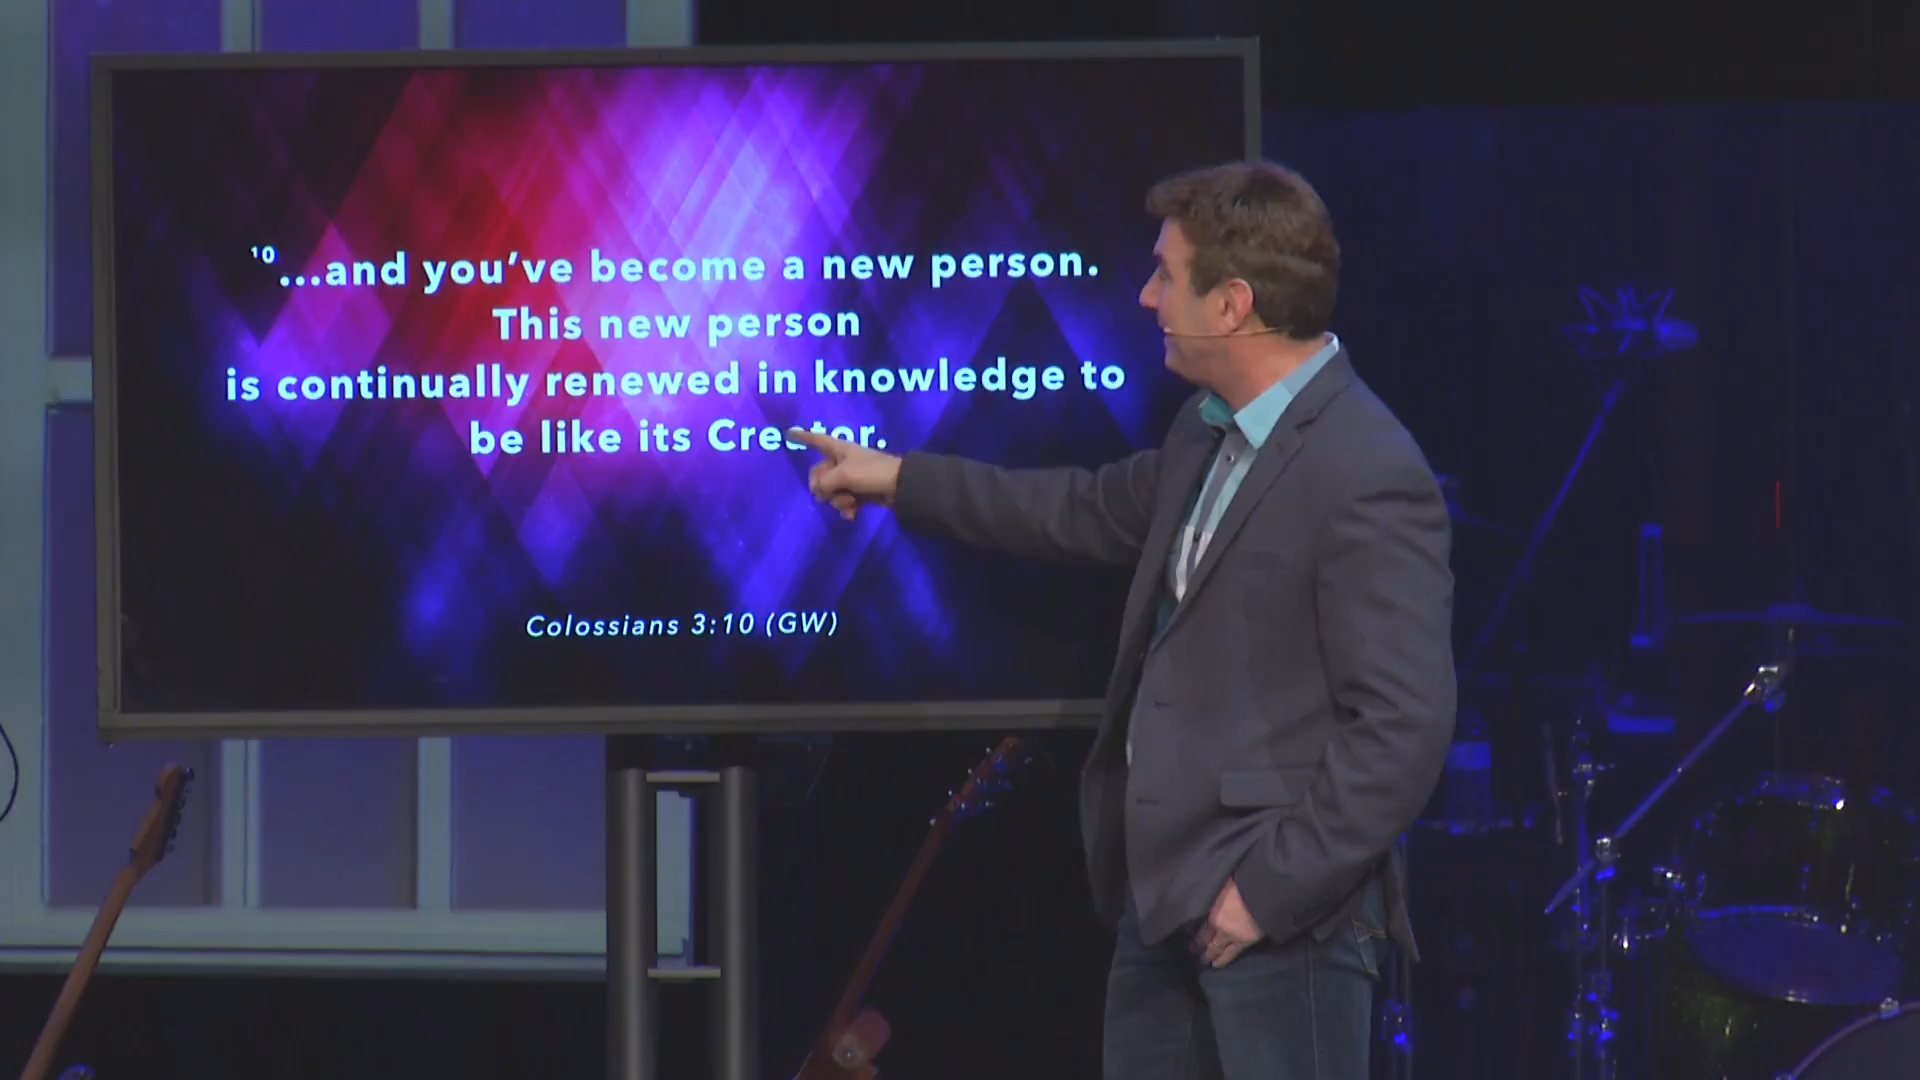 10...and you've become a new person.
This new person
is continually renewed in knowledge to
be like its Creator.
Colossians 3:10 (GW)